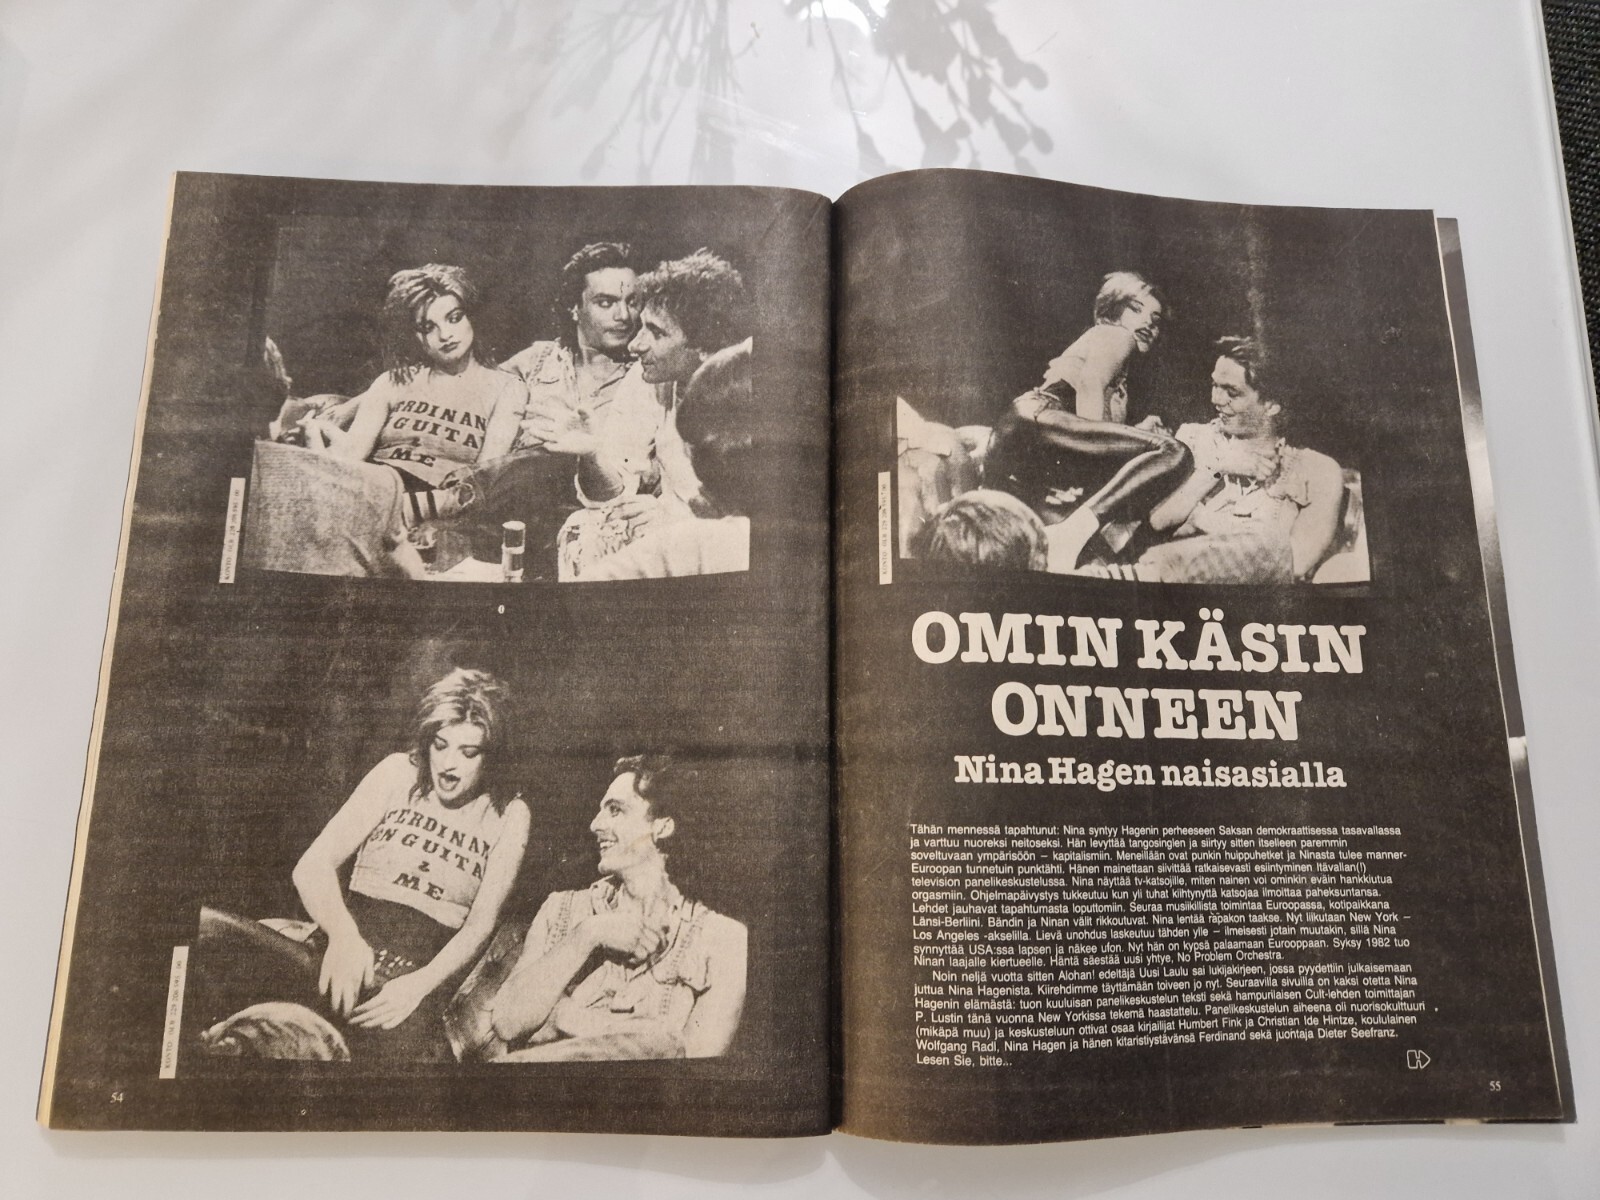 ERDINAN
N GUITA
&
ME
0
FERDINAN
ON GUITA
&
ME
54
OMIN KÄSIN
ONNEEN
Nina Hagen naisasialla
Tähän mennessä tapahtunut: Nina syntyy Hagenin perheeseen Saksan demokraattisessa tasavallassa
ja varttuu nuoreksi neitoseksi. Hän levyttää tangosinglen ja siirtyy sitten itselleen paremmin
soveltuvaan ympärisöön – kapitalismiin. Meneillään ovat punkin huippuhetket ja Ninasta tulee manner-
Euroopan tunnetuin punktähti. Hänen mainettaan siivittää ratkaisevasti esiintyminen Itävallan(!)
television panelikeskustelussa. Nina näyttää tv-katsojille, miten nainen voi ominkin eväin hankkiutua
orgasmiin. Ohjelmapäivystys tukkeutuu kun yli tuhat kiihtynyttä katsojaa ilmoittaa paheksuntansa.
Lehdet jauhavat tapahtumasta loputtomiin. Seuraa musiikillista toimintaa Euroopassa, kotipaikkana
Länsi-Berliini. Bändin ja Ninan välit rikkoutuvat. Nina lentää rapakon taakse. Nyt liikutaan New York –
Los Angeles -akselilla. Lievä unohdus laskeutuu tähden ylle – ilmeisesti jotain muutakin, sillä Nina
synnyttää USA:ssa lapsen ja näkee ufon. Nyt hän on kypsä palaamaan Eurooppaan. Syksy 1982 tuo
Ninan laajalle kiertueelle. Häntä säestää uusi yhtye, No Problem Orchestra.
Noin neljä vuotta sitten Alohan! edeltäjä Uusi Laulu sai lukijakirjeen, jossa pyydettiin julkaisemaan
juttua Nina Hagenista. Kiirehdimme täyttämään toiveen jo nyt. Seuraavilla sivuilla on kaksi otetta Nina
Hagenin elämästä: tuon kuuluisan panelikeskustelun teksti sekä hampurilaisen Cult-lehden toimittajan
P. Lustin tänä vuonna New Yorkissa tekemä haastattelu. Panelikeskustelun aiheena oli nuorisokulttuuri
(mikäpä muu) ja keskusteluun ottivat osaa kirjailijat Humbert Fink ja Christian Ide Hintze, koululainen
Wolfgang Radl, Nina Hagen ja hänen kitaristiystävänsä Ferdinand sekä juontaja Dieter Seefranz.
Lesen Sie, bitte...
55